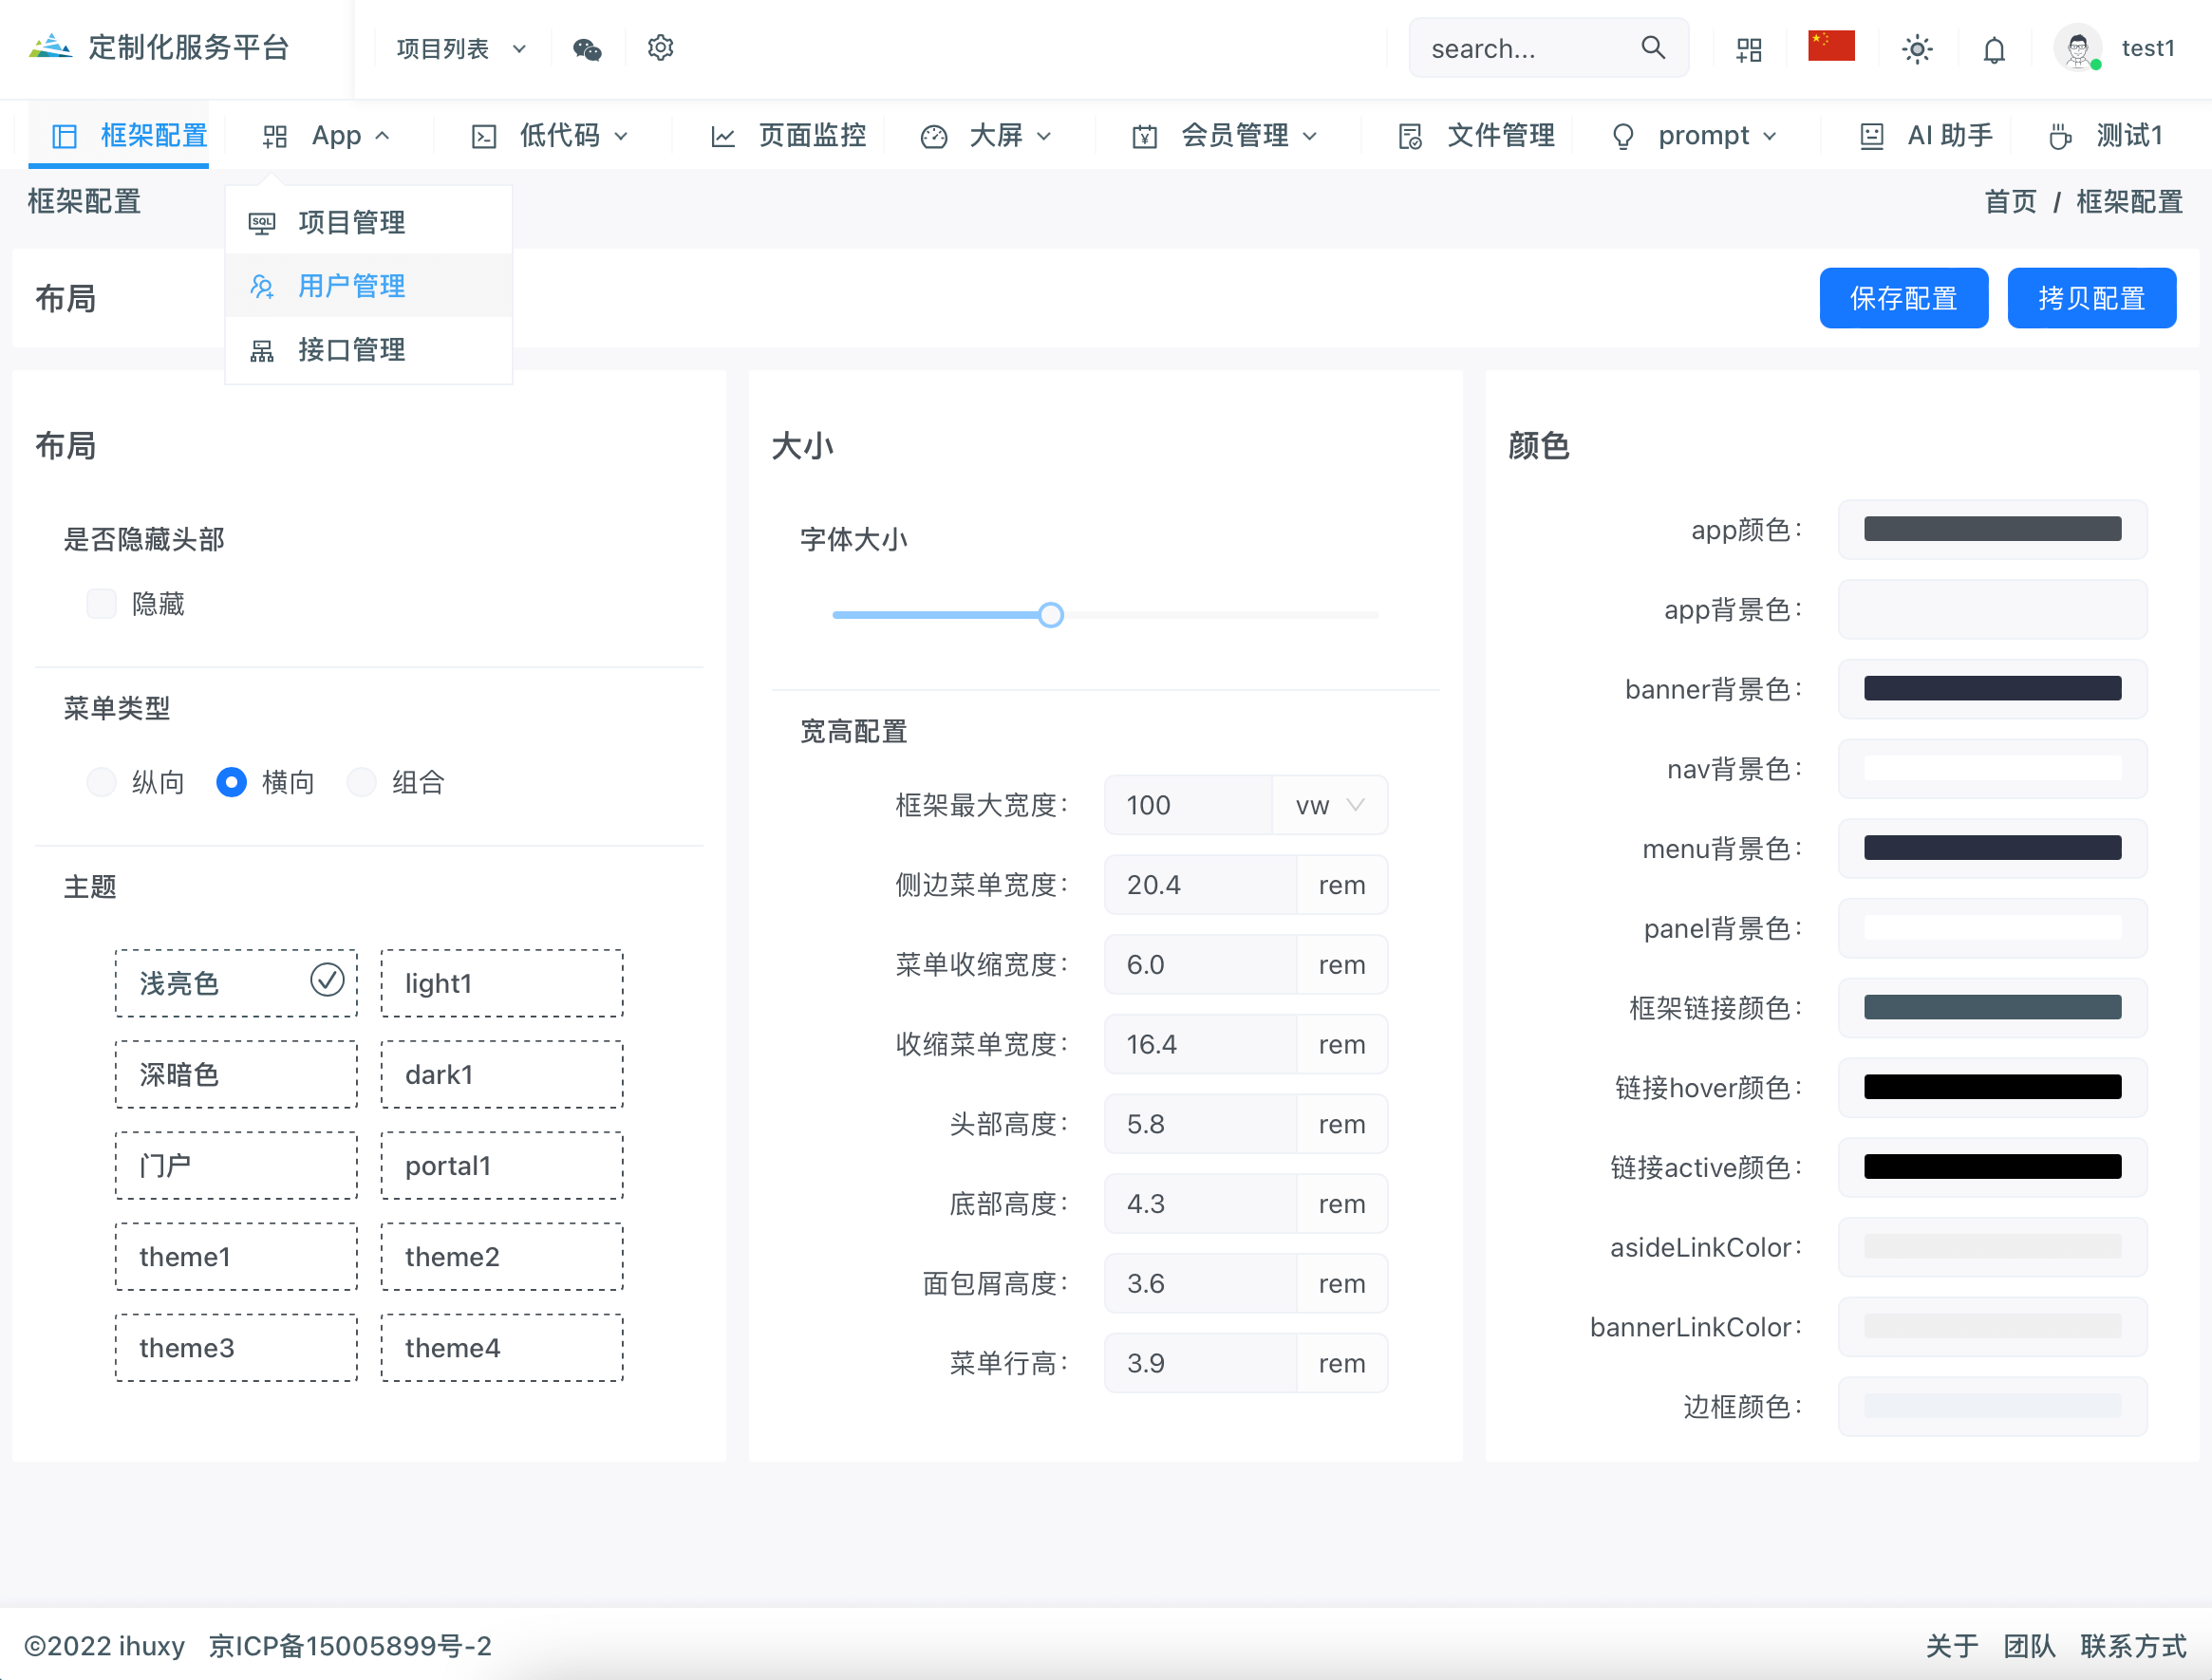 定制化服务平台
项目列表
search...
test1
框架配置
App
低代码
页面监控
大屏
会员管理
文件管理
prompt
AI 助手
测试1
框架配置
首页 / 框架配置
SQL 项目管理
用户管理
接口管理
布局
保存配置
拷贝配置
布局
是否隐藏头部
隐藏
菜单类型
纵向
横向
组合
主题
浅亮色
light1
深暗色
dark1
门户
portal1
theme1
theme2
theme3
theme4
大小
字体大小
宽高配置
框架最大宽度: 100 vw
侧边菜单宽度: 20.4 rem
菜单收缩宽度: 6.0 rem
收缩菜单宽度: 16.4 rem
头部高度: 5.8 rem
底部高度: 4.3 rem
面包屑高度: 3.6 rem
菜单行高: 3.9 rem
颜色
app颜色:
app背景色:
banner背景色:
nav背景色:
menu背景色:
panel背景色:
框架链接颜色:
链接hover颜色:
链接active颜色:
asideLinkColor:
bannerLinkColor:
边框颜色:
©2022 ihuxy 京ICP备15005899号-2
关于 团队 联系方式